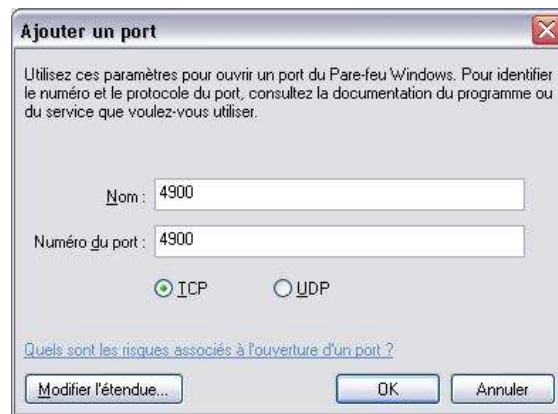 Ajouter un port
Utilisez ces paramètres pour ouvrir un port du Pare-feu Windows. Pour identifier
le numéro et le protocole du port, consultez la documentation du programme ou
du service que voulez-vous utiliser.
Nom : 4900
Numéro du port : 4900
TCP UDP
Quels sont les risques associés à l'ouverture d'un port ?
Modifier l'étendue... OK Annuler